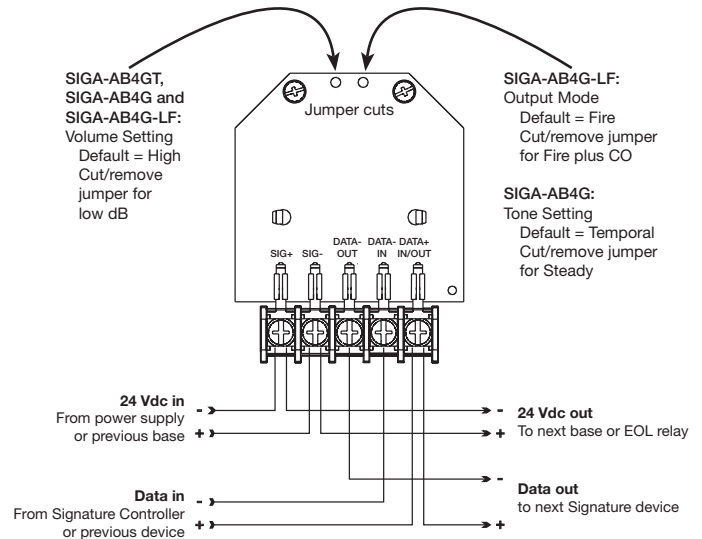 SIGA-AB4GT,
SIGA-AB4G and
SIGA-AB4G-LF:
Volume Setting
Default = High
Cut/remove
jumper for
low dB
Jumper cuts
SIGA-AB4G-LF:
Output Mode
Default = Fire
Cut/remove jumper
for Fire plus CO
SIGA-AB4G:
Tone Setting
Default = Temporal
Cut/remove jumper
for Steady
SIG+
SIG-
DATA-
OUT
DATA-
IN
DATA+
IN/OUT
24 Vdc in
From power supply
or previous base
-
+
24 Vdc out
To next base or EOL relay
-
+
Data in
From Signature Controller
or previous device
-
+
Data out
to next Signature device
-
+